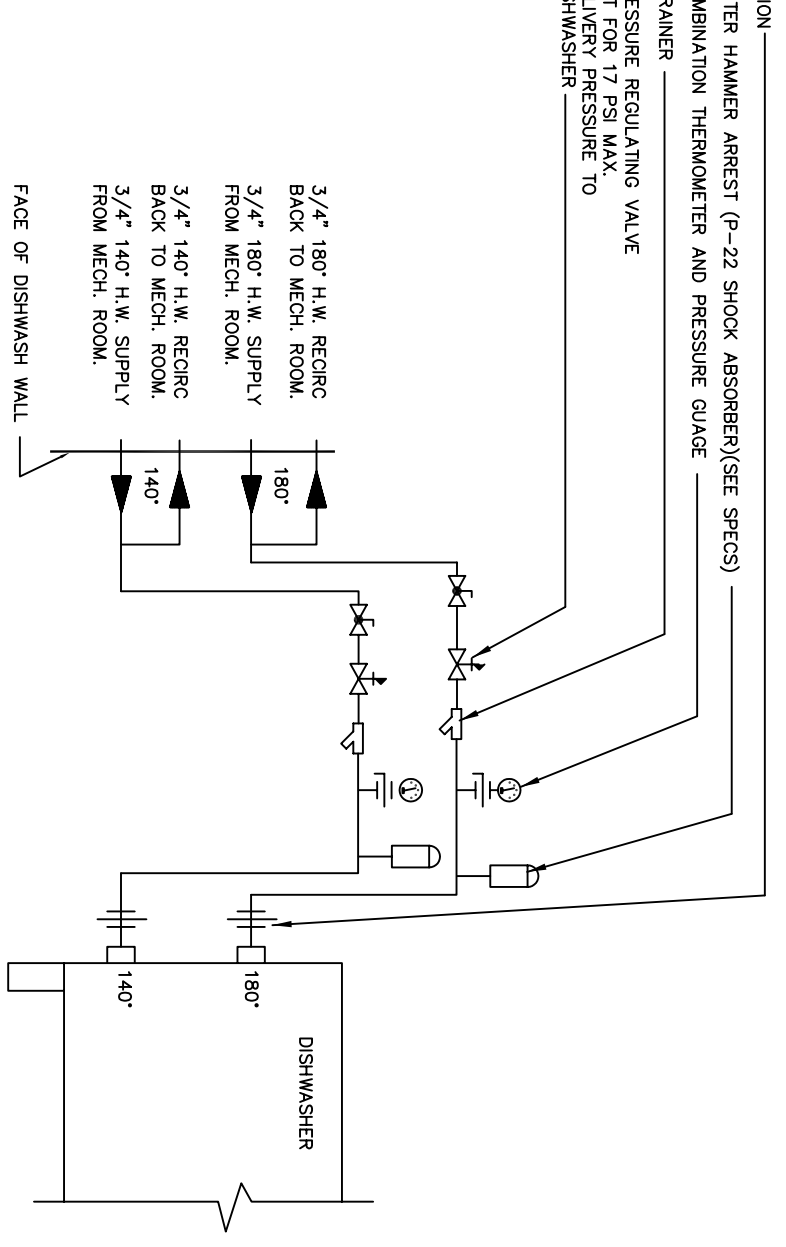 ION
TER HAMMER ARREST (P-22 SHOCK ABSORBER)(SEE SPECS)
MBINATION THERMOMETER AND PRESSURE GUAGE
RAINER
ESSURE REGULATING VALVE
T FOR 17 PSI MAX.
LIVERY PRESSURE TO
SHWASHER
3/4" 180° H.W. RECIRC
BACK TO MECH. ROOM.
3/4" 180° H.W. SUPPLY
FROM MECH. ROOM.
3/4" 140° H.W. RECIRC
BACK TO MECH. ROOM.
3/4" 140° H.W. SUPPLY
FROM MECH. ROOM.
FACE OF DISHWASH WALL
180°
140°
180°
140°
DISHWASHER